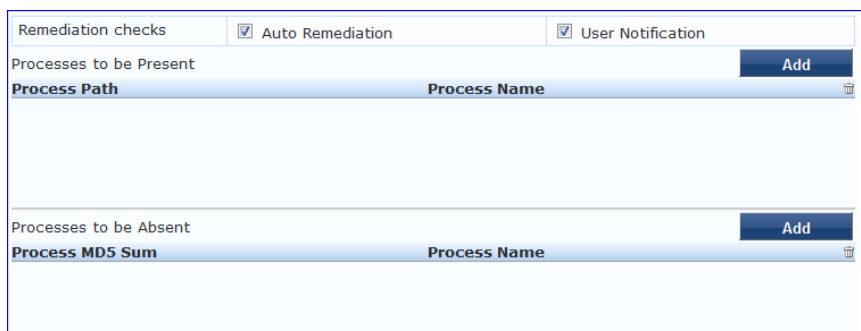 Remediation checks Auto Remediation User Notification
Processes to be Present Add
Process Path Process Name
Processes to be Absent Add
Process MD5 Sum Process Name